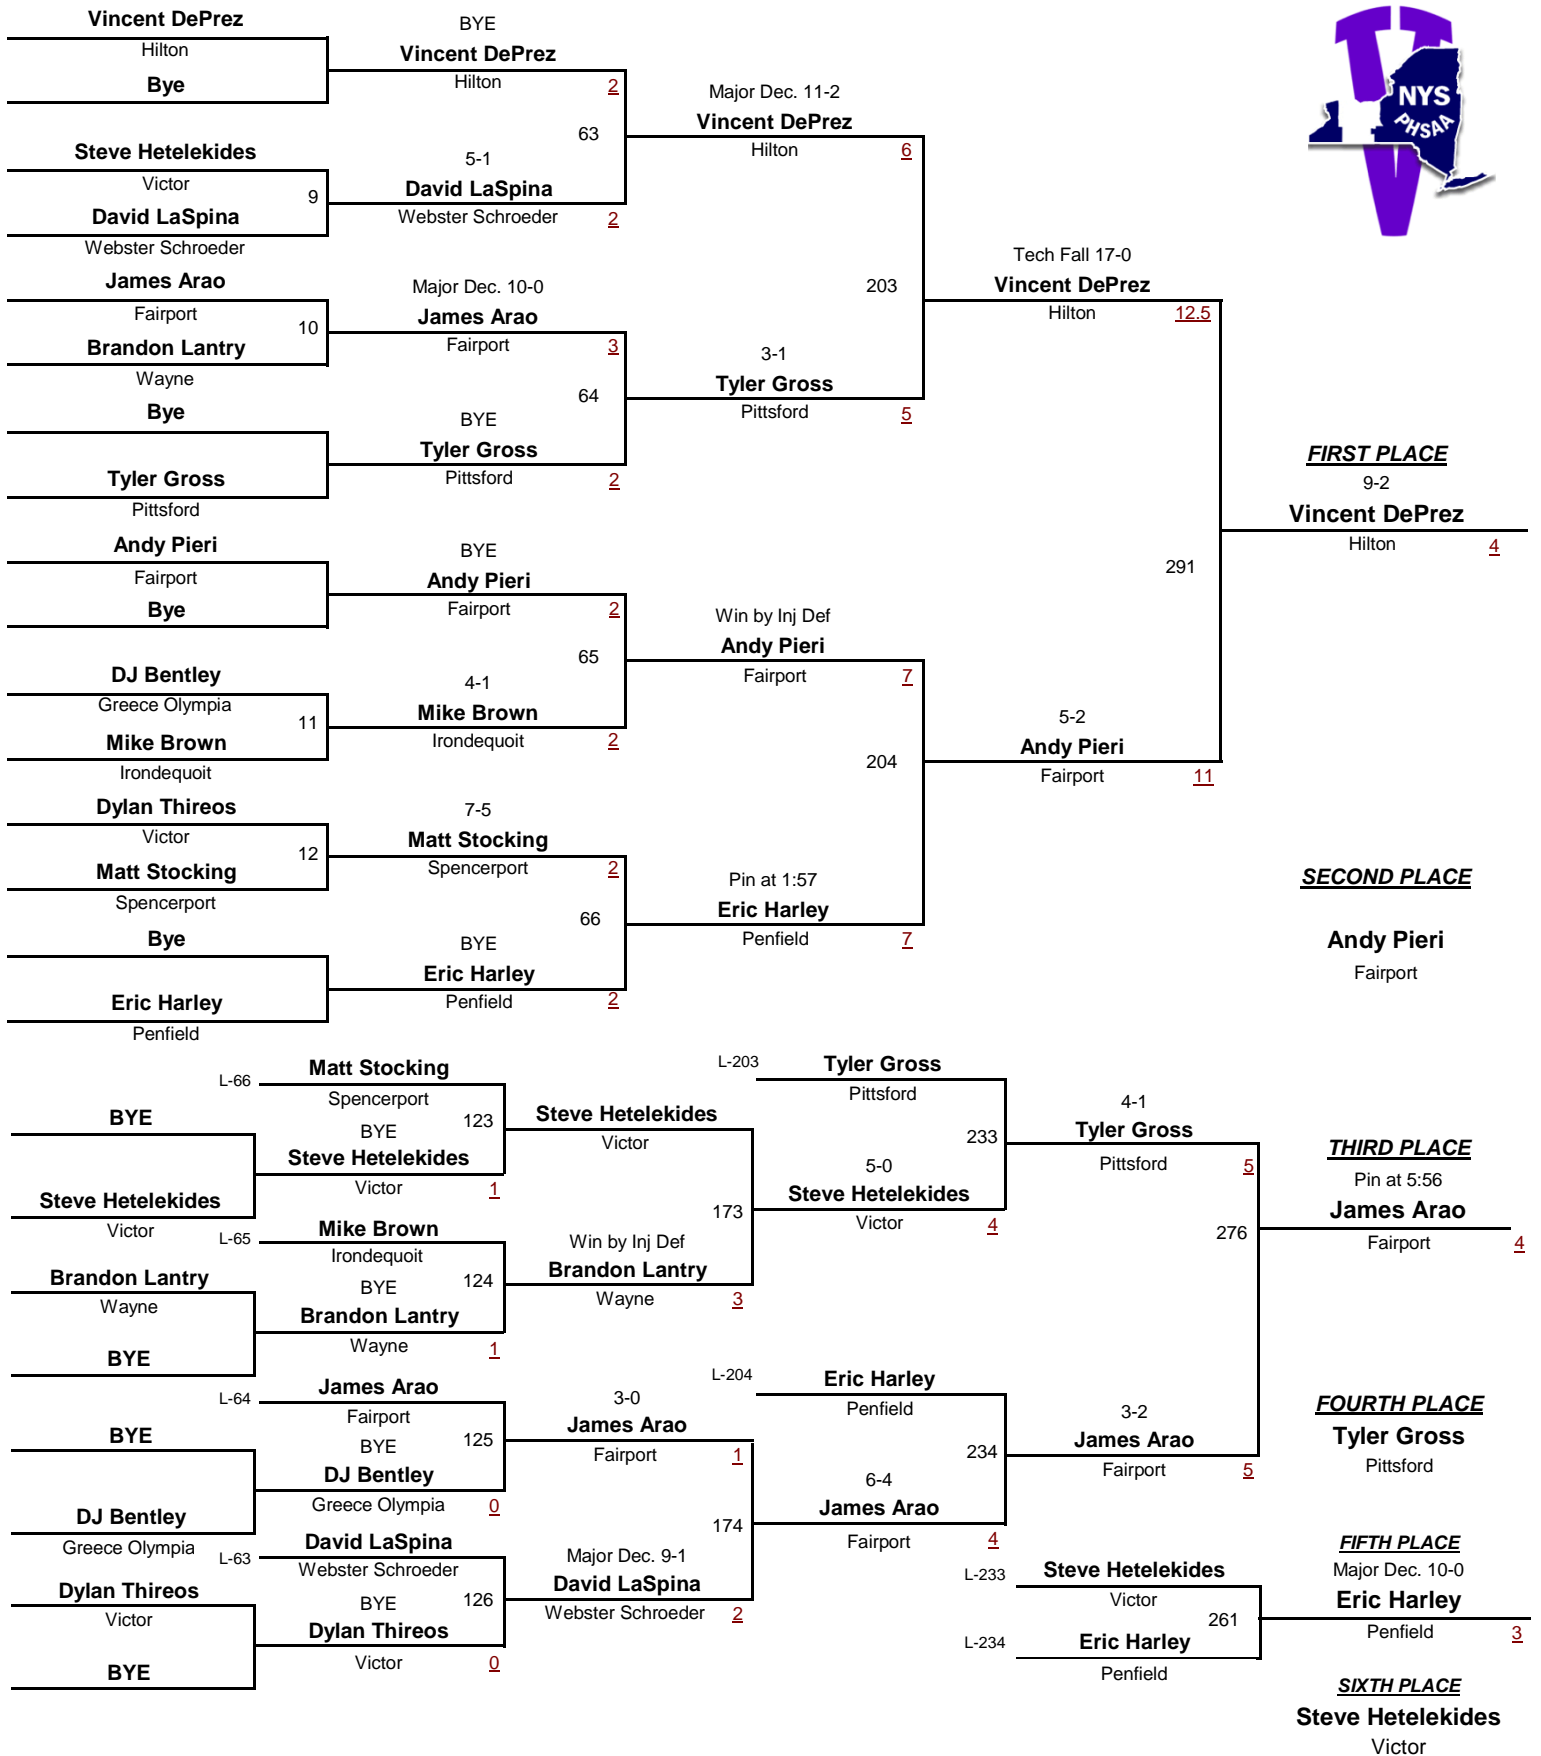 Vincent DePrez
Hilton
Bye
Steve Hetelekides
Victor
9
David LaSpina
Webster Schroeder
James Arao
Fairport
10
Brandon Lantry
Wayne
Bye
Tyler Gross
Pittsford
Andy Pieri
Fairport
Bye
DJ Bentley
Greece Olympia
11
Mike Brown
Irondequoit
Dylan Thireos
Victor
12
Matt Stocking
Spencerport
Bye
Eric Harley
Penfield
BYE
Vincent DePrez
Hilton
2
63
5-1
David LaSpina
Webster Schroeder
2
Major Dec. 10-0
James Arao
Fairport
3
64
BYE
Tyler Gross
Pittsford
2
BYE
Andy Pieri
Fairport
2
65
4-1
Mike Brown
Irondequoit
2
7-5
Matt Stocking
Spencerport
2
66
BYE
Eric Harley
Penfield
2
Major Dec. 11-2
Vincent DePrez
Hilton
6
203
3-1
Tyler Gross
Pittsford
5
Win by Inj Def
Andy Pieri
Fairport
7
204
Pin at 1:57
Eric Harley
Penfield
7
Tech Fall 17-0
Vincent DePrez
Hilton
12.5
291
5-2
Andy Pieri
Fairport
11
NYS
PHSAA
FIRST PLACE
9-2
Vincent DePrez
Hilton
4
SECOND PLACE
Andy Pieri
Fairport
BYE
Steve Hetelekides
Victor
Brandon Lantry
Wayne
BYE
BYE
DJ Bentley
Greece Olympia
Dylan Thireos
Victor
BYE
L-66
Matt Stocking
Spencerport
123
BYE
Steve Hetelekides
Victor
1
L-65
Mike Brown
Irondequoit
124
BYE
Brandon Lantry
Wayne
1
L-64
James Arao
Fairport
125
BYE
DJ Bentley
Greece Olympia
0
L-63
David LaSpina
Webster Schroeder
126
BYE
Dylan Thireos
Victor
0
Steve Hetelekides
Victor
173
Win by Inj Def
Brandon Lantry
Wayne
3
3-0
James Arao
Fairport
1
174
Major Dec. 9-1
David LaSpina
Webster Schroeder
2
L-203
Tyler Gross
Pittsford
233
5-0
Steve Hetelekides
Victor
4
L-204
Eric Harley
Penfield
234
6-4
James Arao
Fairport
4
4-1
Tyler Gross
Pittsford
5
276
3-2
James Arao
Fairport
5
L-233
Steve Hetelekides
Victor
261
L-234
Eric Harley
Penfield
THIRD PLACE
Pin at 5:56
James Arao
Fairport
4
FOURTH PLACE
Tyler Gross
Pittsford
FIFTH PLACE
Major Dec. 10-0
Eric Harley
Penfield
3
SIXTH PLACE
Steve Hetelekides
Victor